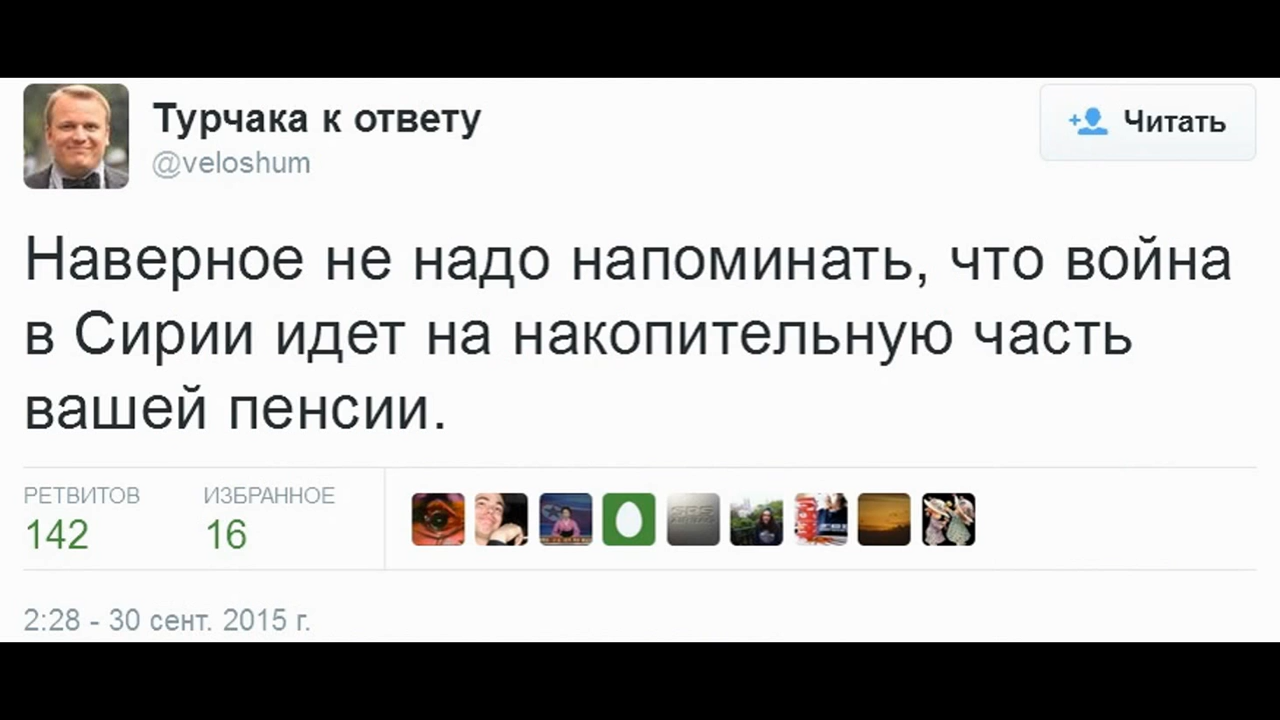 Турчака к ответу
@veloshum
Читать
Наверное не надо напоминать, что война
в Сирии идет на накопительную часть
вашей пенсии.
РЕТВИТОВ ИЗБРАННОЕ
142 16
2:28 - 30 сент. 2015 г.